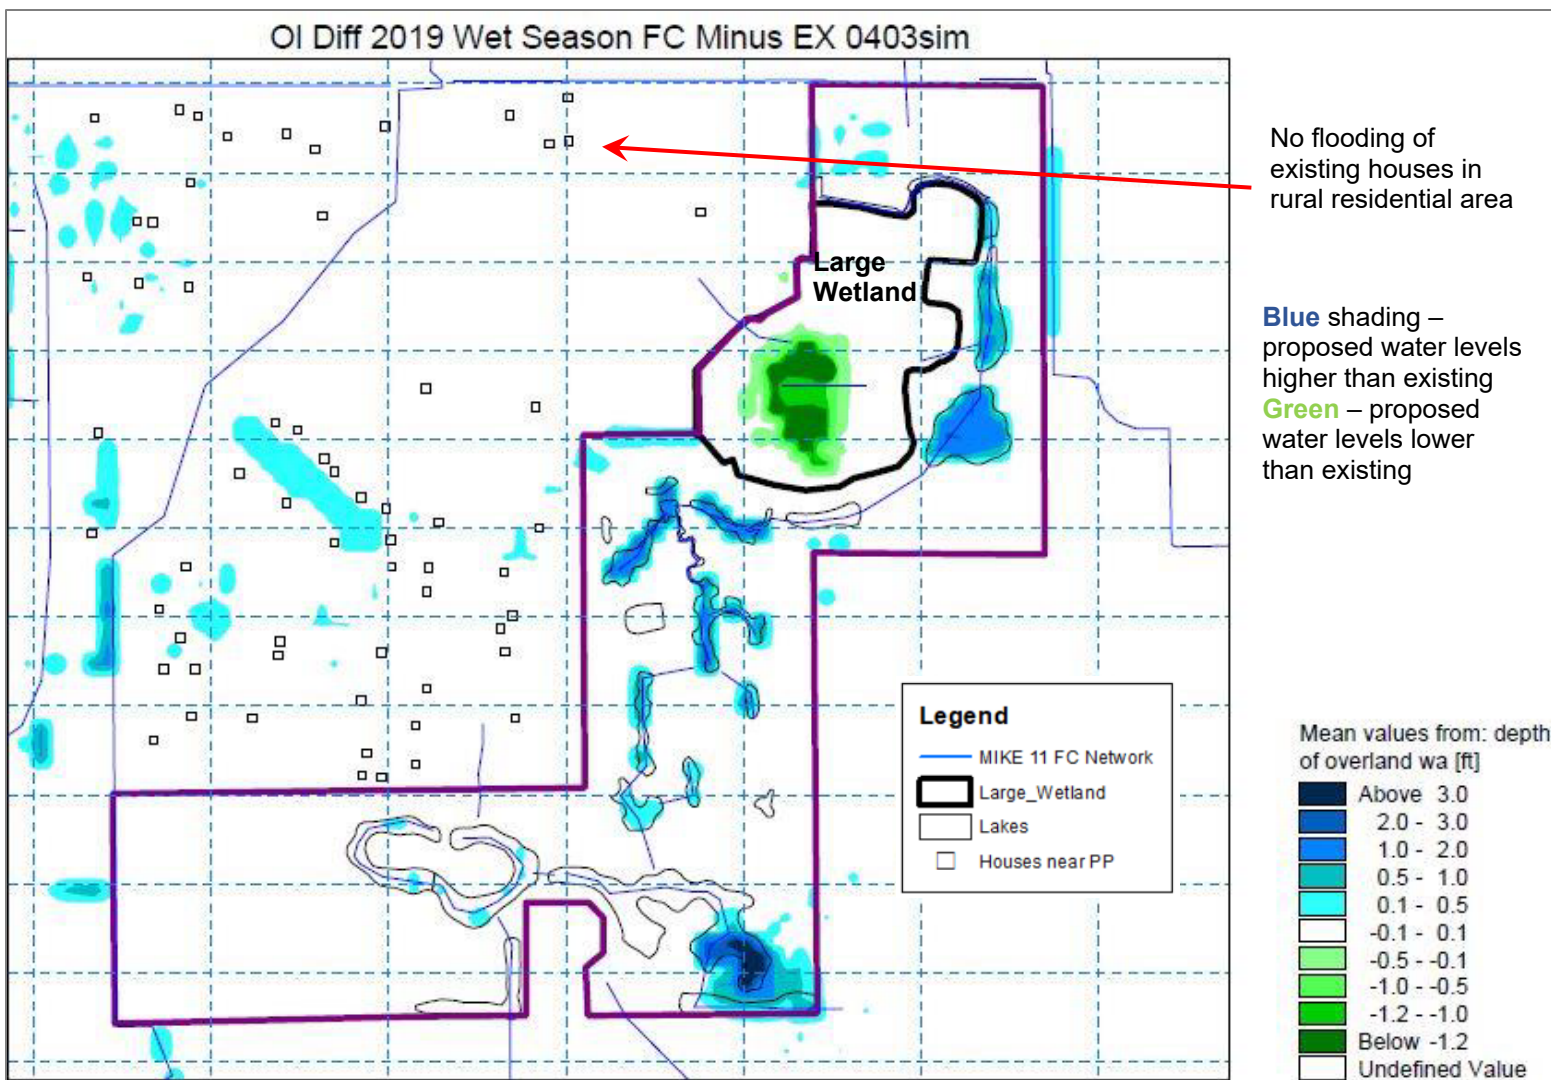 OI Diff 2019 Wet Season FC Minus EX 0403sim
No flooding of
existing houses in
rural residential area
Large
Wetland
Blue shading –
proposed water levels
higher than existing
Green – proposed
water levels lower
than existing
Legend
MIKE 11 FC Network
Large_Wetland
Lakes
Houses near PP
Mean values from: depth
of overland wa [ft]
Above 3.0
2.0 - 3.0
1.0 - 2.0
0.5 - 1.0
0.1 - 0.5
-0.1 - 0.1
-0.5 - -0.1
-1.0 - -0.5
-1.2 - -1.0
Below -1.2
Undefined Value